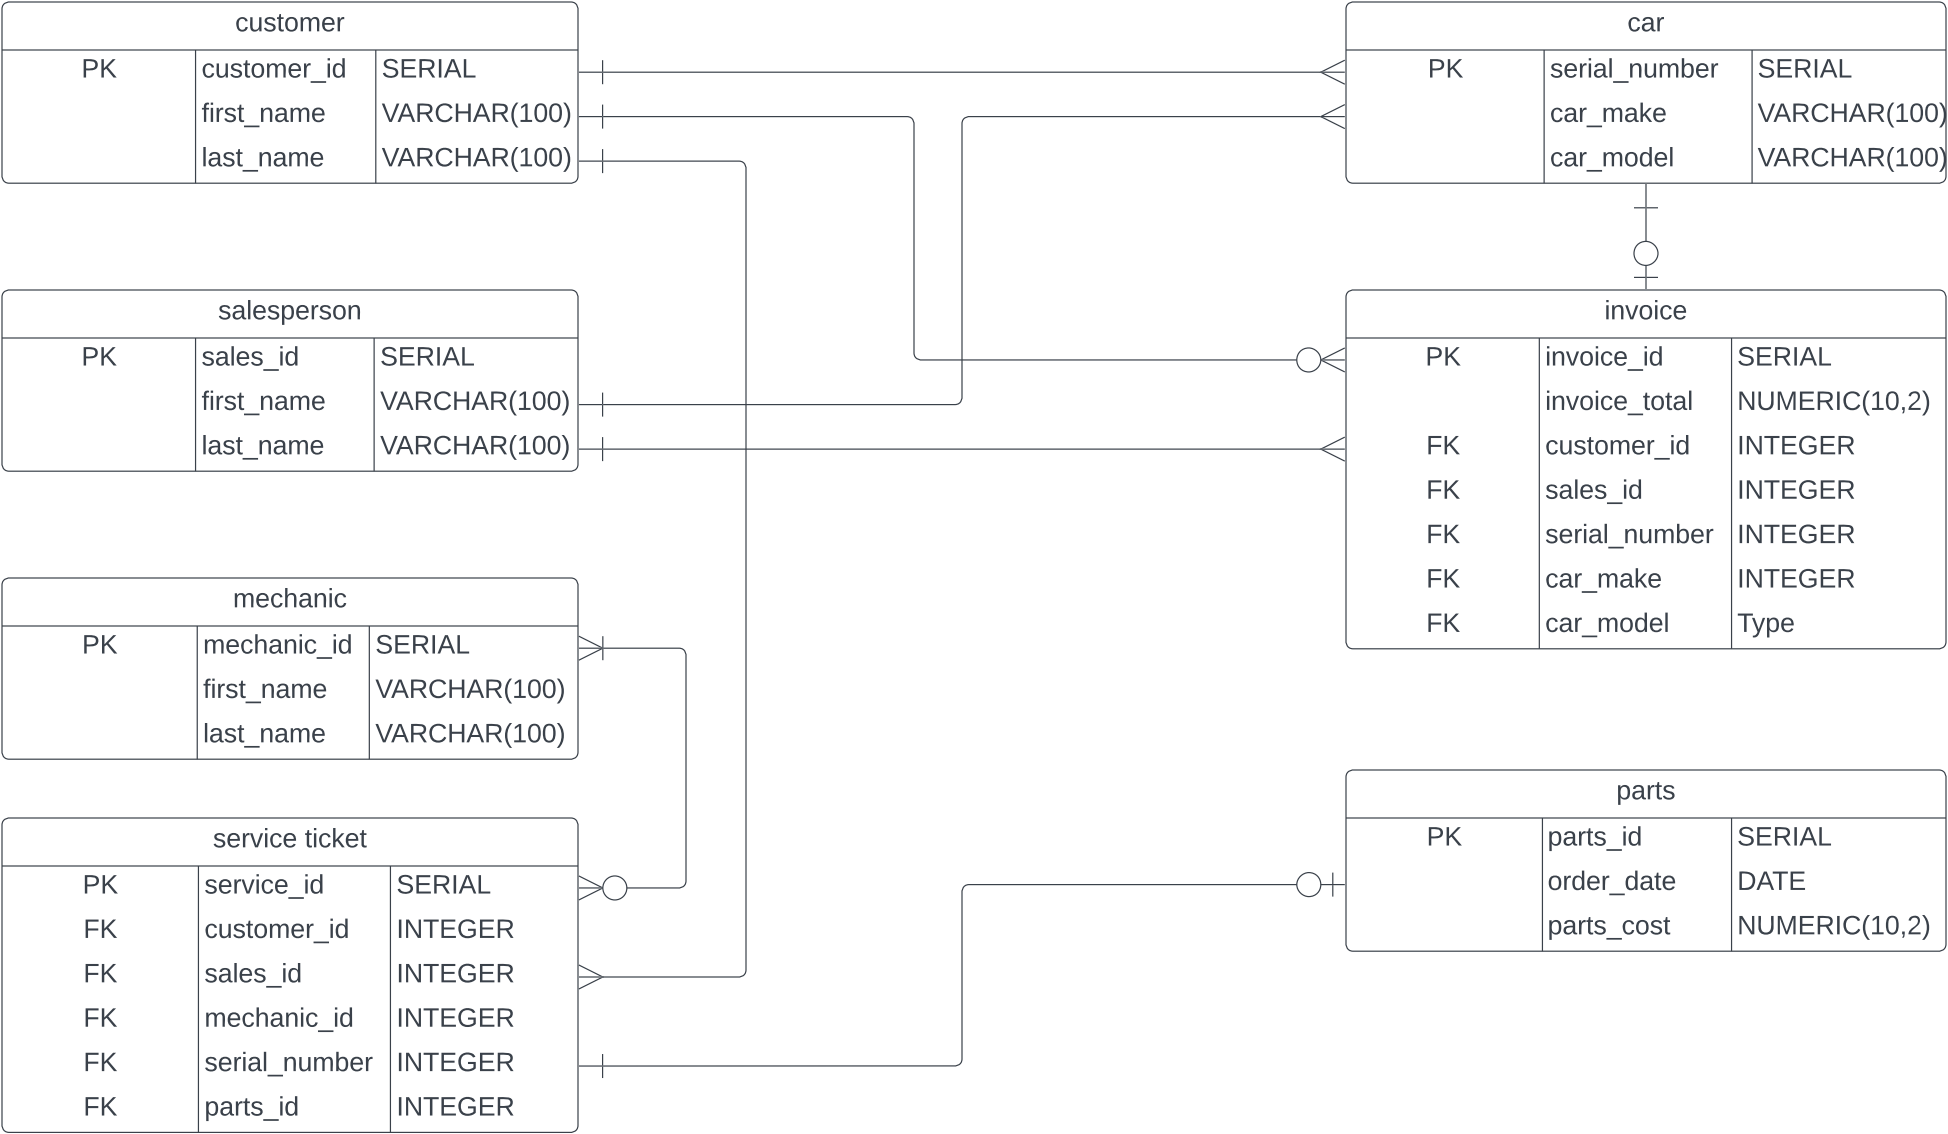 customer
PK customer_id SERIAL
first_name VARCHAR(100)
last_name VARCHAR(100)
car
PK serial_number SERIAL
car_make VARCHAR(100)
car_model VARCHAR(100)
salesperson
PK sales_id SERIAL
first_name VARCHAR(100)
last_name VARCHAR(100)
invoice
PK invoice_id SERIAL
invoice_total NUMERIC(10,2)
FK customer_id INTEGER
FK sales_id INTEGER
FK serial_number INTEGER
FK car_make INTEGER
FK car_model Type
mechanic
PK mechanic_id SERIAL
first_name VARCHAR(100)
last_name VARCHAR(100)
service ticket
PK service_id SERIAL
FK customer_id INTEGER
FK sales_id INTEGER
FK mechanic_id INTEGER
FK serial_number INTEGER
FK parts_id INTEGER
parts
PK parts_id SERIAL
order_date DATE
parts_cost NUMERIC(10,2)